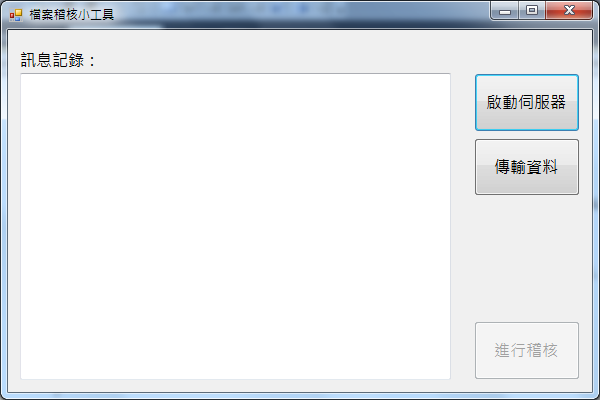 檔案稽核小工具
訊息記錄：
啟動伺服器
傳輸資料
進行稽核